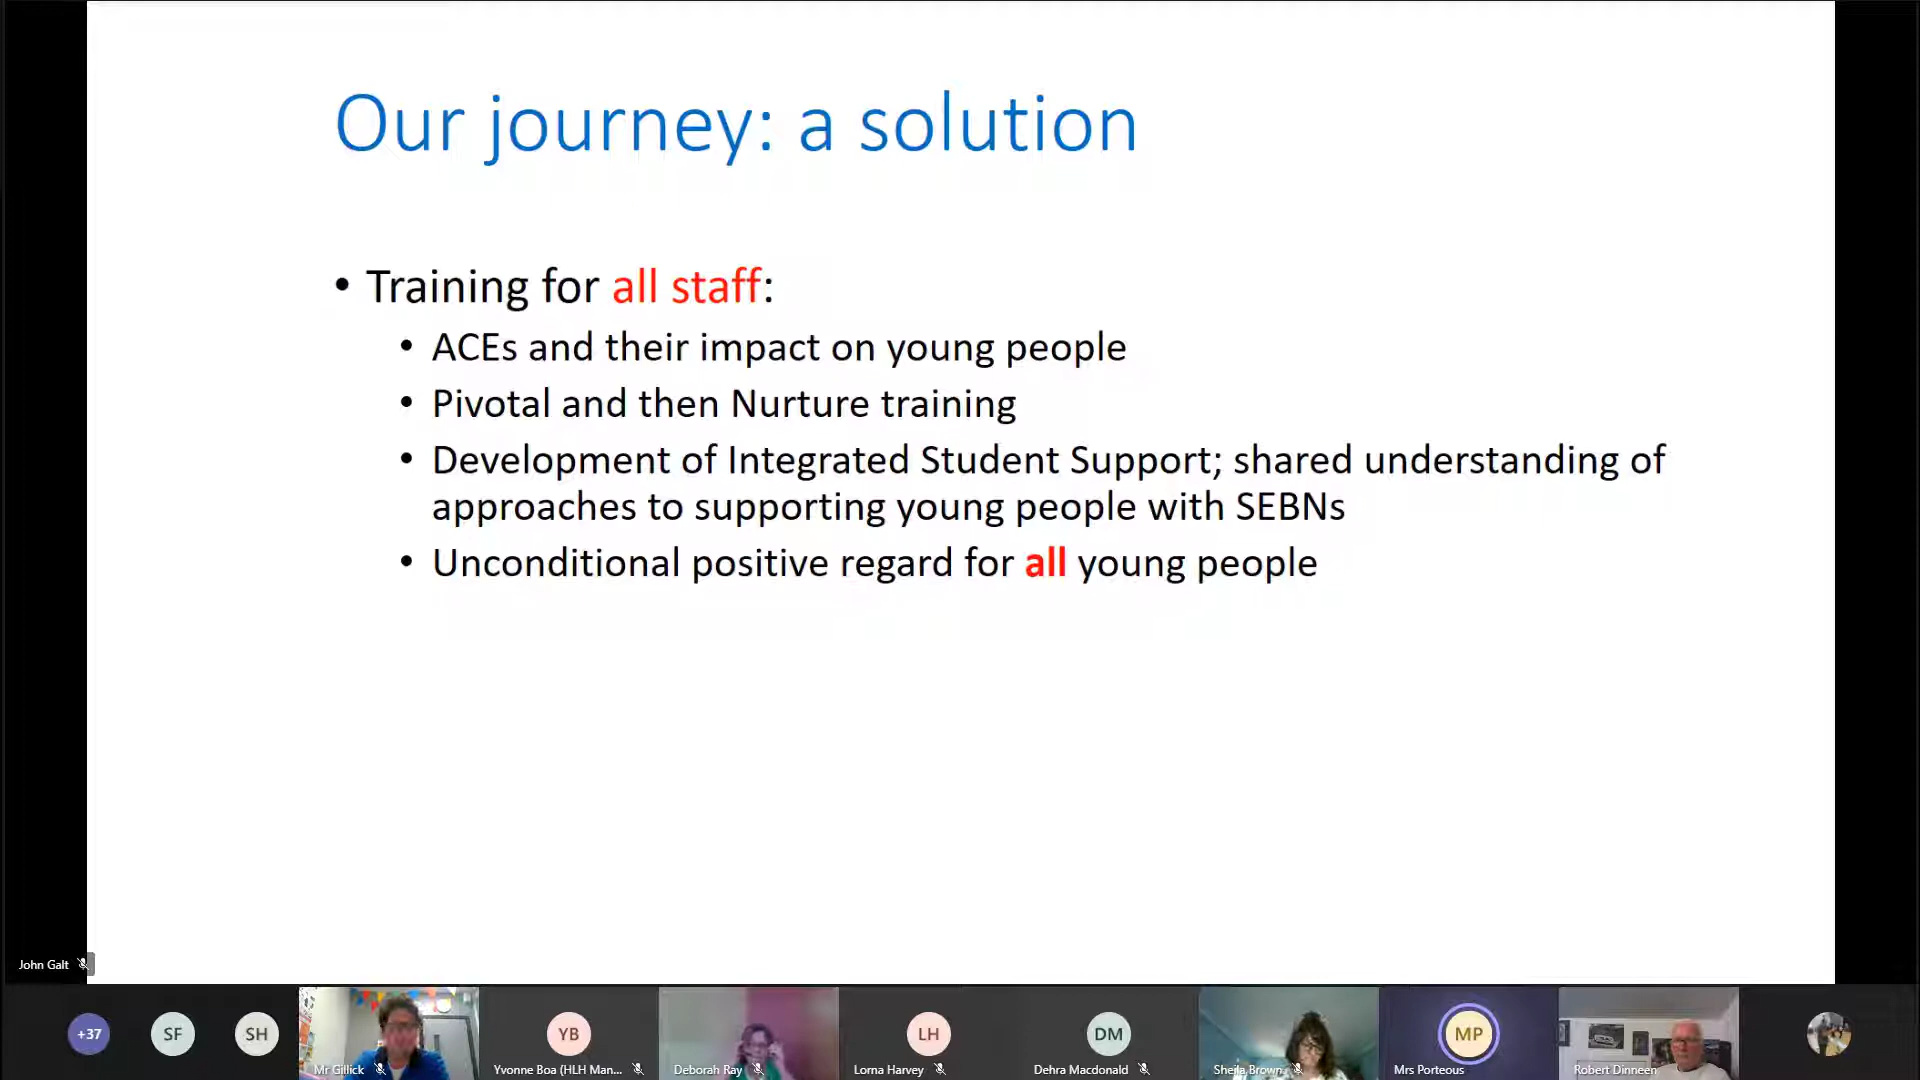 Our journey: a solution
• Training for all staff:
• ACEs and their impact on young people
• Pivotal and then Nurture training
• Development of Integrated Student Support; shared understanding of
approaches to supporting young people with SEBNs
• Unconditional positive regard for all young people
John Galt
+37
SF
SH
Mr Gillick
YB
Yvonne Boa (HLH Man...
Deborah Ray
LH
Lorna Harvey
DM
Dehra Macdonald
Sheila Brown
MP
Mrs Porteous
Robert Dinneen